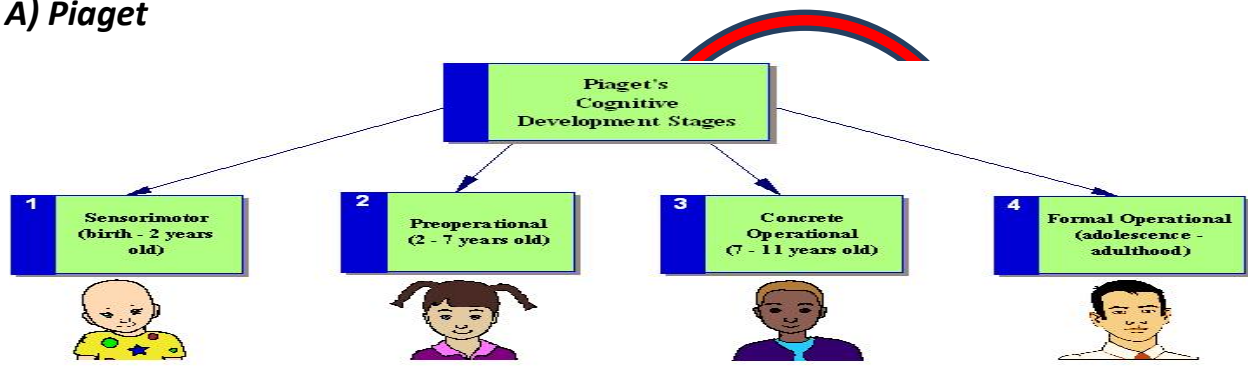 A) Piaget
Piaget's
Cognitive
Development Stages
1
Sensorimotor
(birth - 2 years
old)
2
Preoperational
(2 - 7 years old)
3
Concrete
Operational
(7 - 11 years old)
4
Formal Operational
(adolescence -
adulthood)